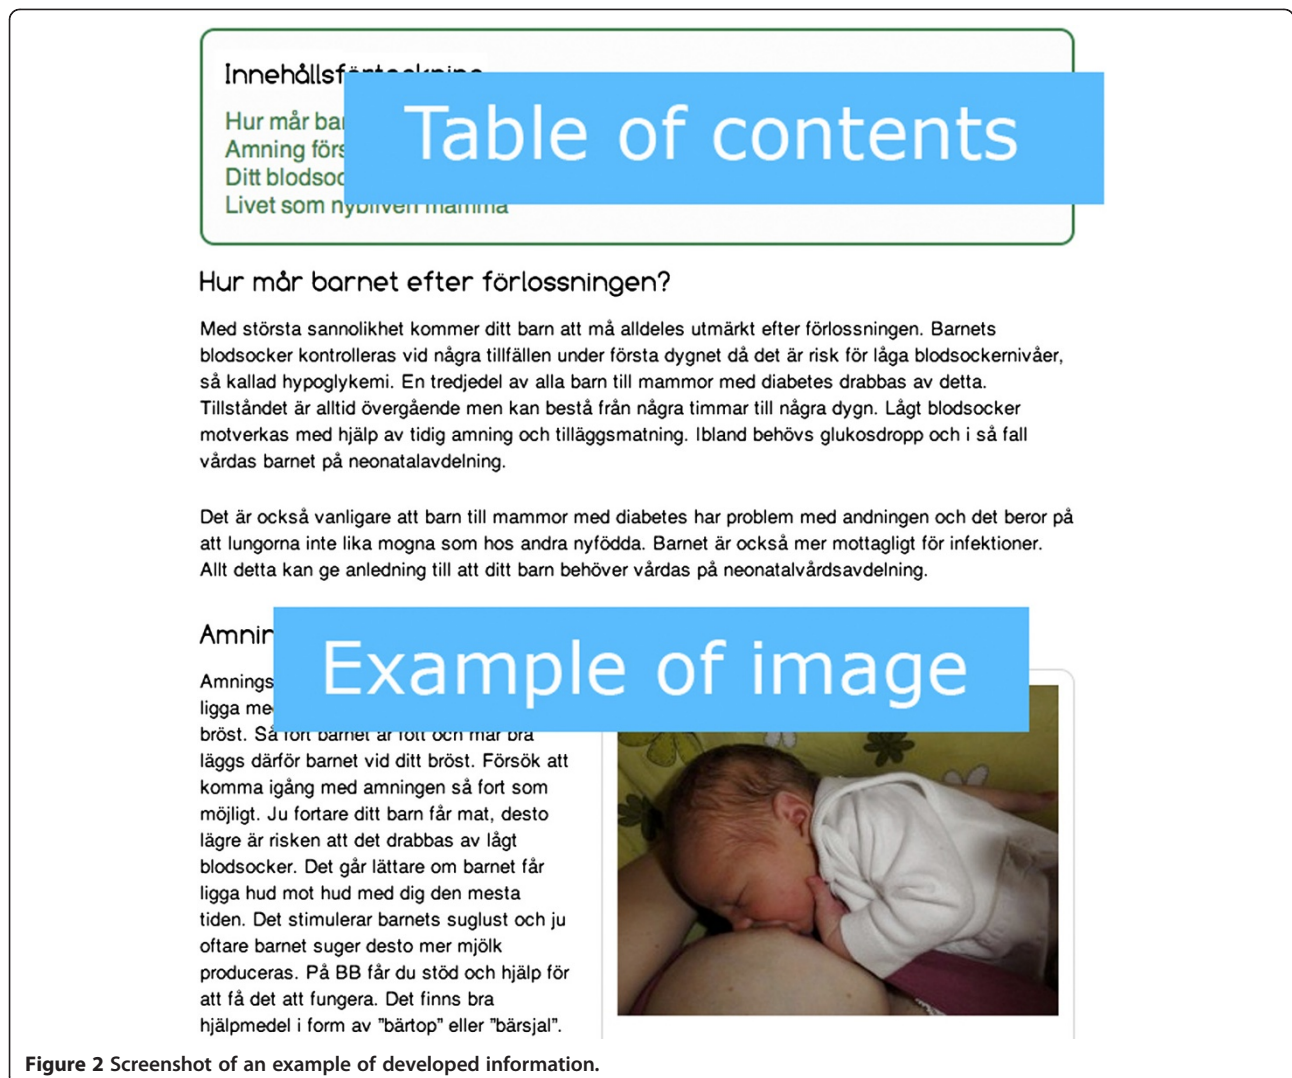 Innehållsförteckning
Table of contents
Hur mår
Amning
Ditt
Livet som nybliven mamma
Hur mår barnet efter förlossningen?
Med största sannolikhet kommer ditt barn att må alldeles utmärkt efter förlossningen. Barnets
blodsocker kontrolleras vid några tillfällen under första dygnet då det är risk för låga blodsockernivåer,
så kallad hypoglykemi. En tredjedel av alla barn till mammor med diabetes drabbas av detta.
Tillståndet är alltid övergående men kan bestå från några timmar till några dygn. Lågt blodsocker
motverkas med hjälp av tidig amning och tilläggsmatning. Ibland behövs glukosdropp och i så fall
vårdas barnet på neonatalavdelning.
Det är också vanligare att barn till mammor med diabetes har problem med andningen och det beror på
att lungorna inte lika mogna som hos andra nyfödda. Barnet är också mer mottagligt för infektioner.
Allt detta kan ge anledning till att ditt barn behöver vårdas på neonatalvårdsavdelning.
Example of image
ligga
bröst. Så fort barnet är fött och mår bra
läggs därför barnet vid ditt bröst. Försök att
komma igång med amningen så fort som
möjligt. Ju fortare ditt barn får mat, desto
lägre är risken att det drabbas av lågt
blodsocker. Det går lättare om barnet får
ligga hud mot hud med dig den mesta
tiden. Det stimulerar barnets suglust och ju
oftare barnet suger desto mer mjölk
produceras. På BB får du stöd och hjälp för
att få det att fungera. Det finns bra
hjälpmedel i form av ”bärtop” eller ”bärsjal”.
Figure 2 Screenshot of an example of developed information.